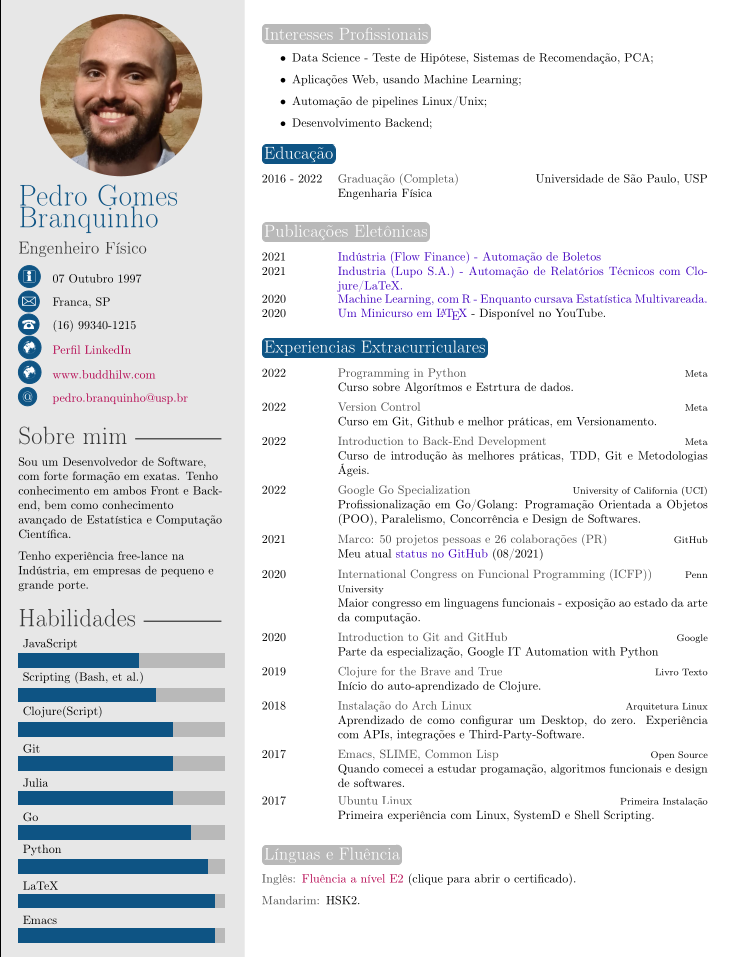 Pedro Gomes
Branquinho
Engenheiro Físico
07 Outubro 1997
Franca, SP
(16) 99340-1215
Perfil LinkedIn
www.buddhilw.com
@ pedro.branquinho@usp.br
Sobre mim
Sou um Desenvolvedor de Software,
com forte formação em exatas. Tenho
conhecimento em ambos Front e Back-
end, bem como conhecimento
avançado de Estatística e Computação
Científica.
Tenho experiência free-lance na
Indústria, em empresas de pequeno e
grande porte.
Habilidades
JavaScript
Scripting (Bash, et al.)
Clojure(Script)
Git
Julia
Go
Python
LaTeX
Emacs
Interesses Profissionais
• Data Science - Teste de Hipótese, Sistemas de Recomendação, PCA;
• Aplicações Web, usando Machine Learning;
• Automação de pipelines Linux/Unix;
• Desenvolvimento Backend;
Educação
2016 - 2022 Graduação (Completa) Universidade de São Paulo, USP
Engenharia Física
Publicações Eletônicas
2021 Indústria (Flow Finance) - Automação de Boletos
2021 Industria (Lupo S.A.) - Automação de Relatórios Técnicos com Clo-
jure/LaTeX.
2020 Machine Learning, com R - Enquanto cursava Estatística Multivareada.
2020 Um Minicurso em LATEX - Disponível no YouTube.
Experiencias Extracurriculares
2022 Programming in Python Meta
Curso sobre Algorítmos e Estrtura de dados.
2022 Version Control Meta
Curso em Git, Github e melhor práticas, em Versionamento.
2022 Introduction to Back-End Development Meta
Curso de introdução às melhores práticas, TDD, Git e Metodologias
Ágeis.
2022 Google Go Specialization University of California (UCI)
Profissionalização em Go/Golang: Programação Orientada a Objetos
(POO), Paralelismo, Concorrência e Design de Softwares.
2021 Marco: 50 projetos pessoas e 26 colaborações (PR) GitHub
Meu atual status no GitHub (08/2021)
2020 International Congress on Funcional Programming (ICFP)) Penn
University
Maior congresso em linguagens funcionais - exposição ao estado da arte
da computação.
2020 Introduction to Git and GitHub Google
Parte da especialização, Google IT Automation with Python
2019 Clojure for the Brave and True Livro Texto
Início do auto-aprendizado de Clojure.
2018 Instalação do Arch Linux Arquitetura Linux
Aprendizado de como configurar um Desktop, do zero. Experiência
com APIs, integrações e Third-Party-Software.
2017 Emacs, SLIME, Common Lisp Open Source
Quando comecei a estudar progamação, algoritmos funcionais e design
de softwares.
2017 Ubuntu Linux Primeira Instalação
Primeira experiência com Linux, SystemD e Shell Scripting.
Línguas e Fluência
Inglês: Fluência a nível E2 (clique para abrir o certificado).
Mandarim: HSK2.